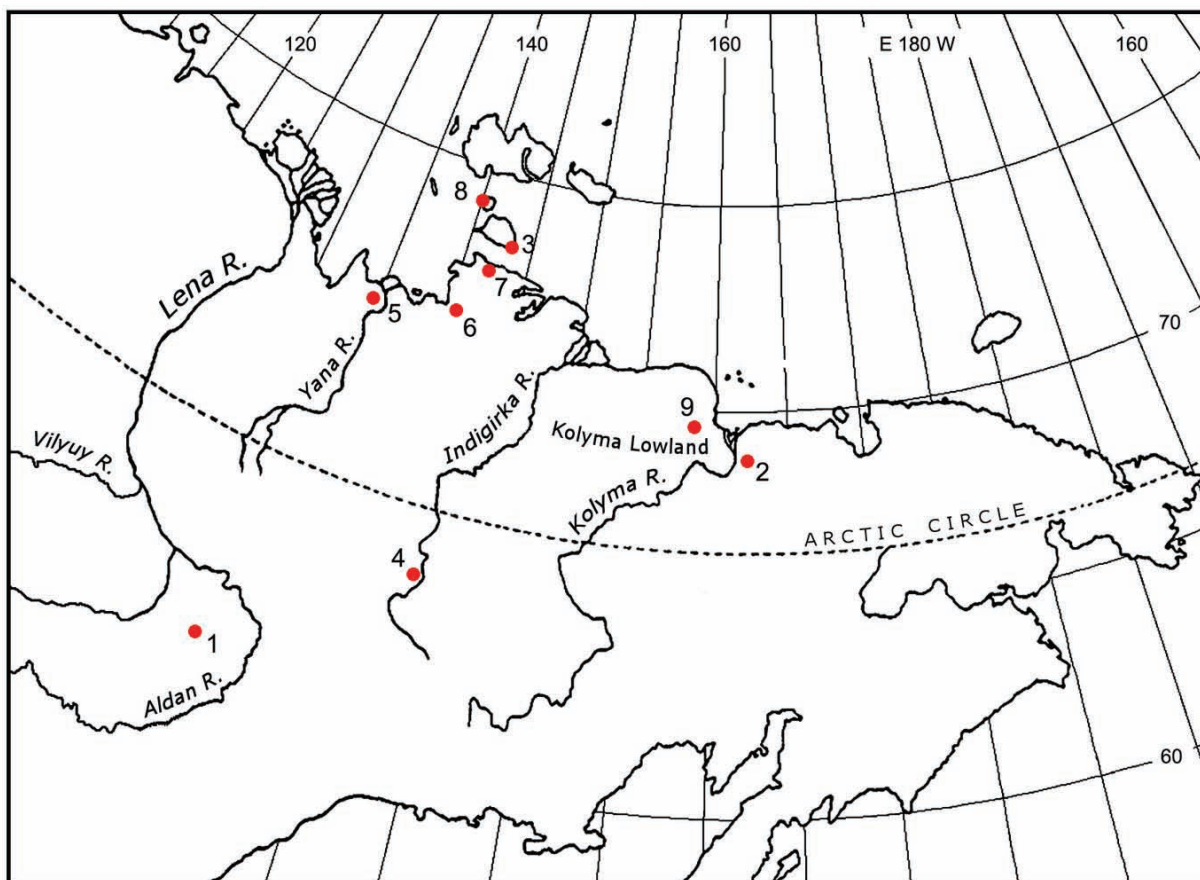 120
140
160
E 180 W
160
8
3
Lena R.
7
5
6
70
Yana R.
Indigirka R.
9
Kolyma Lowland
Vilyuy R.
2
Kolyma R.
ARCTIC CIRCLE
4
1
Aldan R.
60